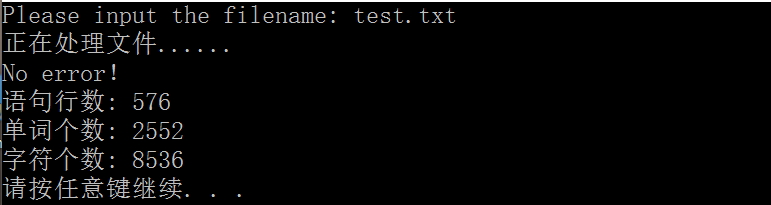 Please input the filename: test.txt
正在处理文件......
No error!
语句行数: 576
单词个数: 2552
字符个数: 8536
请按任意键继续. . .